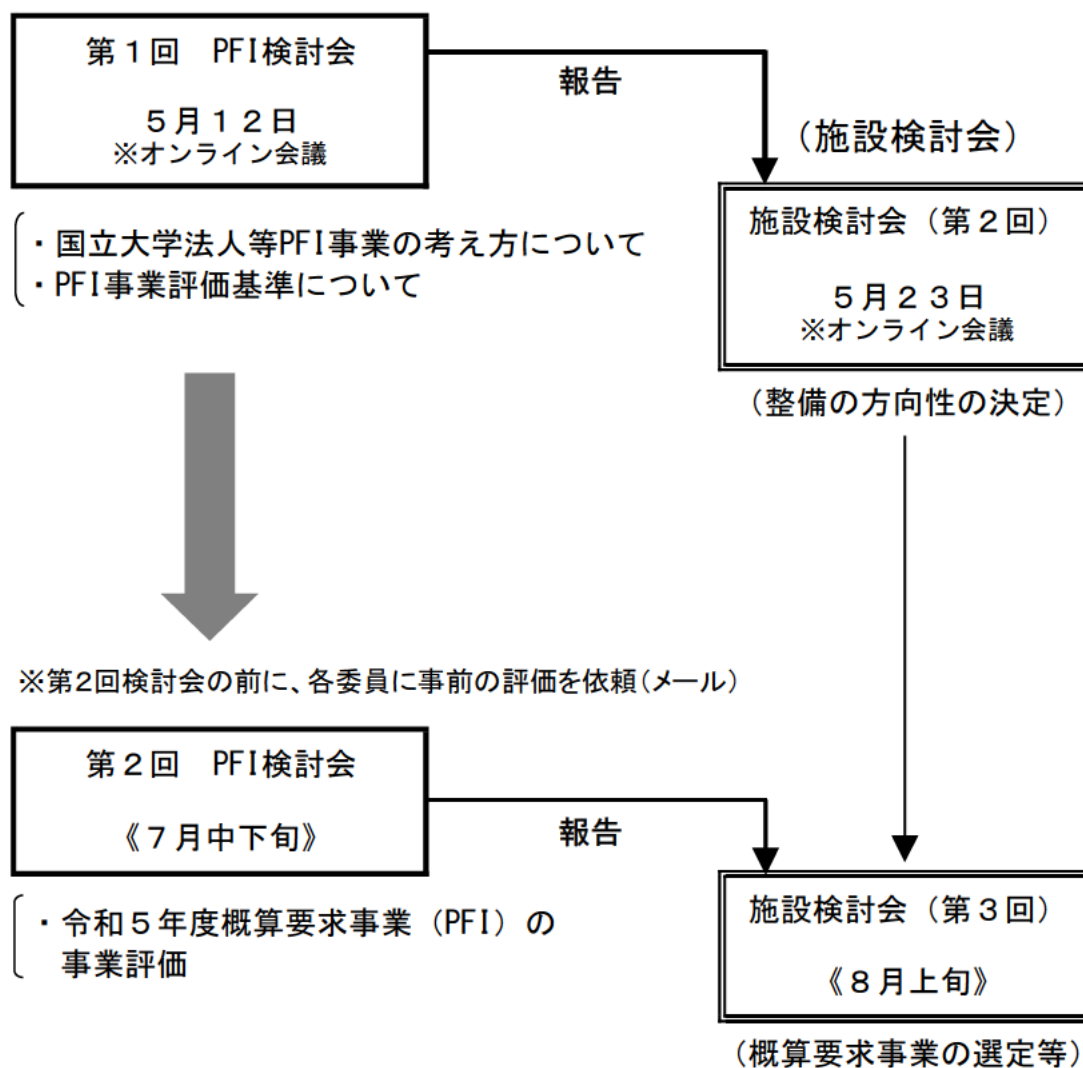 第１回　PFI検討会
５月１２日
※オンライン会議
報告
（施設検討会）
施設検討会（第２回）
５月２３日
※オンライン会議
（整備の方向性の決定）
・国立大学法人等PFI事業の考え方について
・PFI事業評価基準について
※第2回検討会の前に、各委員に事前の評価を依頼（メール）
第２回　PFI検討会
《７月中下旬》
報告
・令和５年度概算要求事業（PFI）の
事業評価
施設検討会（第３回）
《８月上旬》
（概算要求事業の選定等）